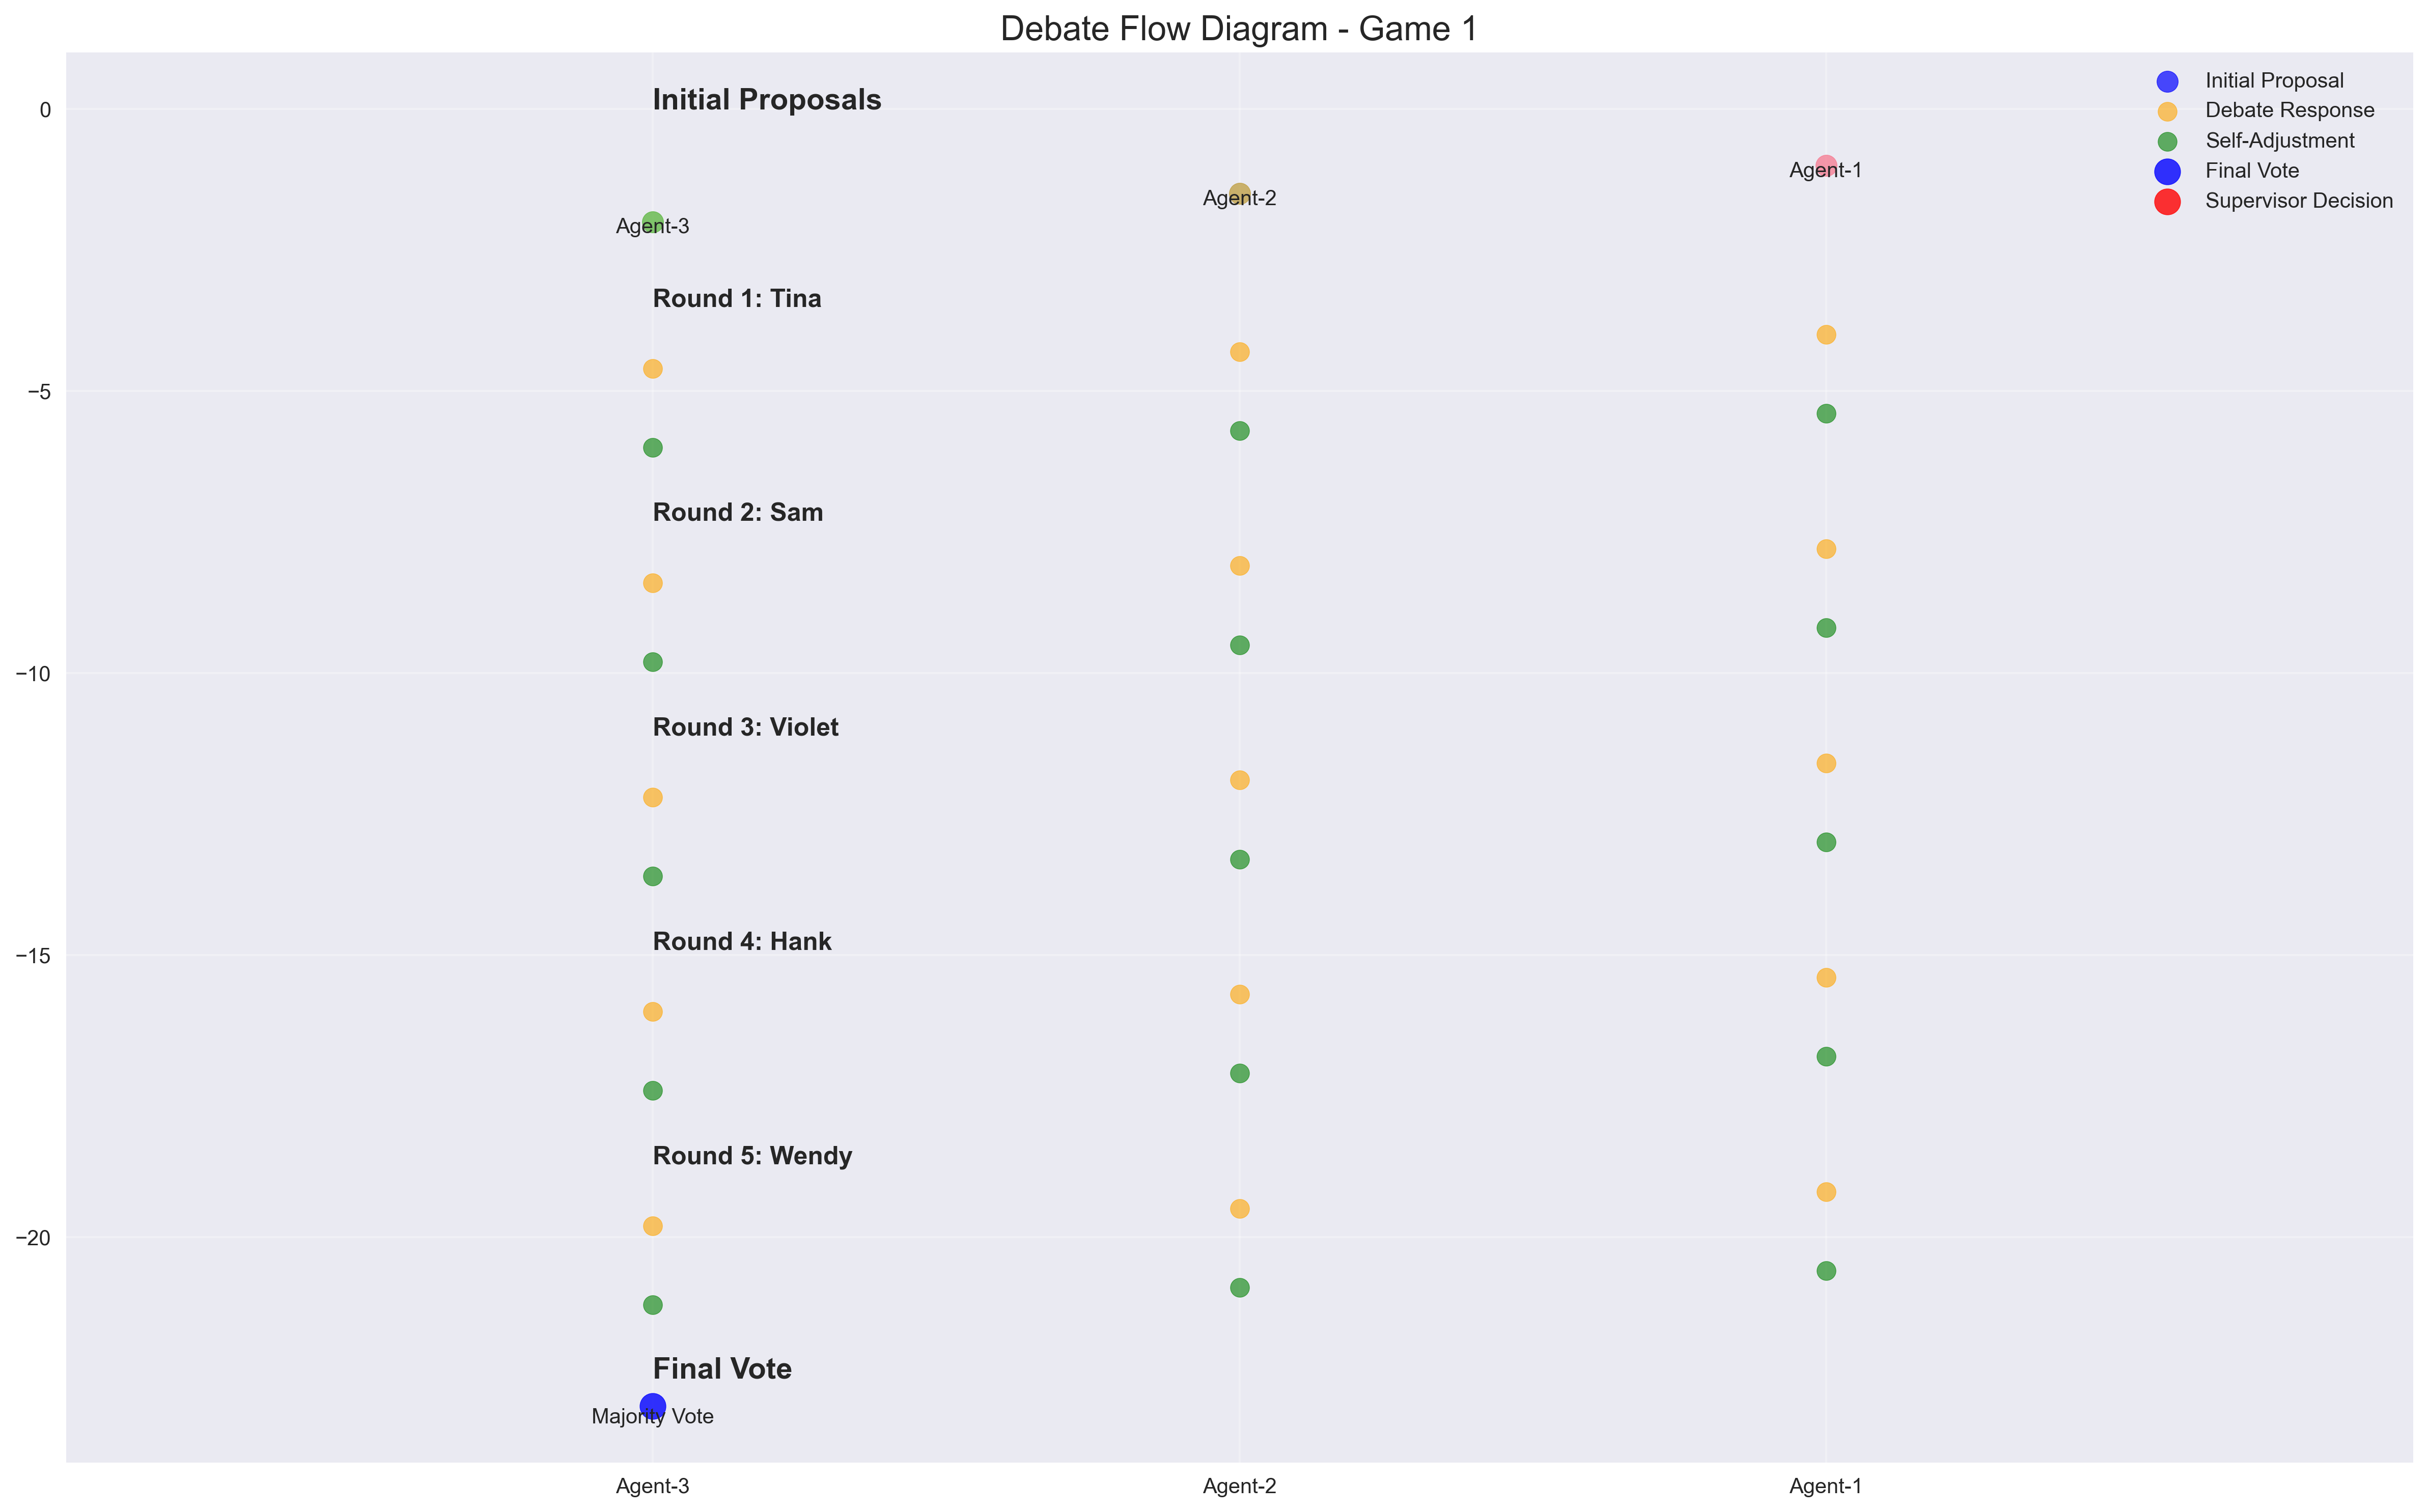 Debate Flow Diagram - Game 1
Initial Proposal
Debate Response
Self-Adjustment
Final Vote
Supervisor Decision
0
−5
−10
−15
−20
Initial Proposals
Agent-1
Agent-2
Agent-3
Round 1: Tina
Round 2: Sam
Round 3: Violet
Round 4: Hank
Round 5: Wendy
Final Vote
Majority Vote
Agent-3
Agent-2
Agent-1